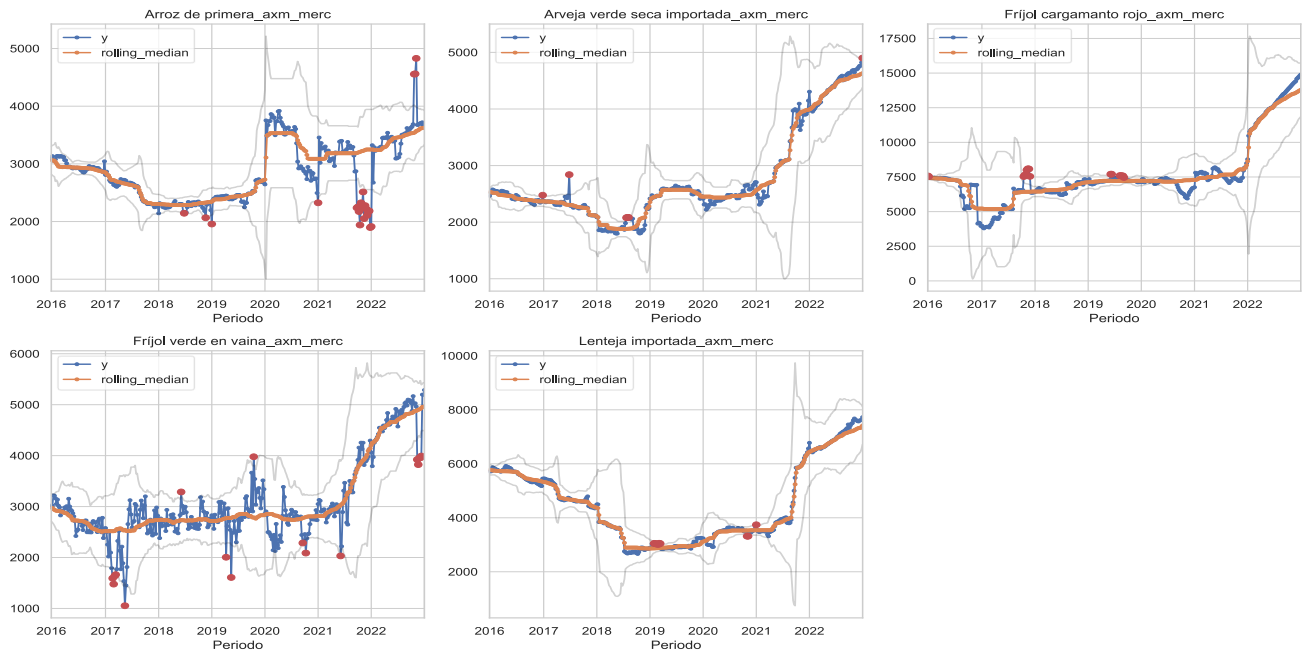 Arroz de primera_axm_merc
y
rolling_median
5000
4000
3000
2000
1000
2016 2017 2018 2019 2020 2021 2022
Periodo
Arveja verde seca importada_axm_merc
y
rolling_median
5000
4000
3000
2000
1000
2016 2017 2018 2019 2020 2021 2022
Periodo
Fríjol cargamanto rojo_axm_merc
y
rolling_median
17500
15000
12500
10000
7500
5000
2500
0
2016 2017 2018 2019 2020 2021 2022
Periodo
Fríjol verde en vaina_axm_merc
y
rolling_median
6000
5000
4000
3000
2000
1000
2016 2017 2018 2019 2020 2021 2022
Periodo
Lenteja importada_axm_merc
y
rolling_median
10000
8000
6000
4000
2000
2016 2017 2018 2019 2020 2021 2022
Periodo